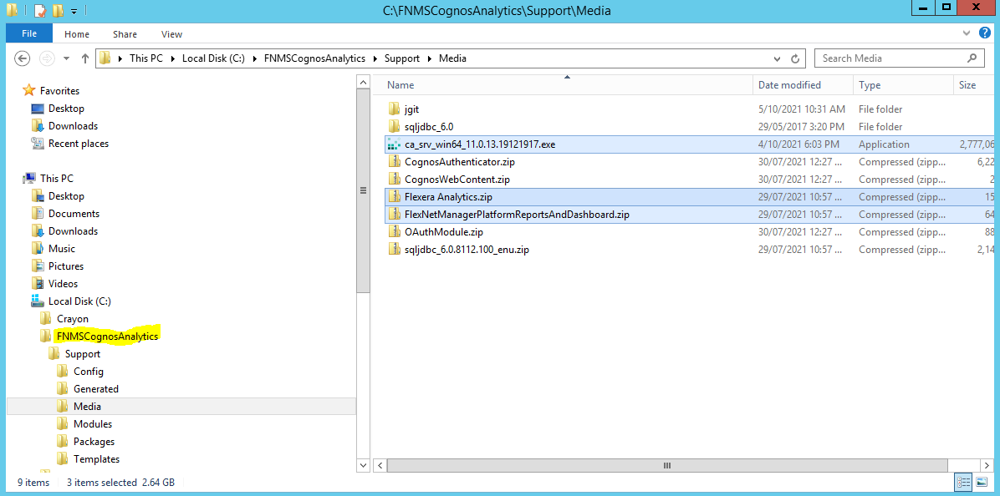 C:\FNMSCognosAnalytics\Support\Media
File Home Share View
This PC Local Disk (C:) FNMSCognosAnalytics Support Media Search Media
Favorites
Desktop
Downloads
Recent places
This PC
Desktop
Documents
Downloads
Music
Pictures
Videos
Local Disk (C:)
Crayon
FNMSCognosAnalytics
Support
Config
Generated
Media
Modules
Packages
Templates
Name Date modified Type Size
jgit 5/10/2021 10:31 AM File folder
sqljdbc_6.0 29/05/2017 3:20 PM File folder
ca_srv_win64_11.0.13.19121917.exe 4/10/2021 6:03 PM Application 2,777,06
CognosAuthenticator.zip 30/07/2021 12:27 ... Compressed (zipp... 6,22
CognosWebContent.zip 30/07/2021 12:27 ... Compressed (zipp... 2
Flexera Analytics.zip 29/07/2021 10:57 ... Compressed (zipp... 15
FlexNetManagerPlatformReportsAndDashboard.zip 29/07/2021 10:57 ... Compressed (zipp... 64
OAuthModule.zip 30/07/2021 12:27 ... Compressed (zipp... 88
sqljdbc_6.0.8112.100_enu.zip 29/07/2021 10:57 ... Compressed (zipp... 2,14
9 items 3 items selected 2.64 GB